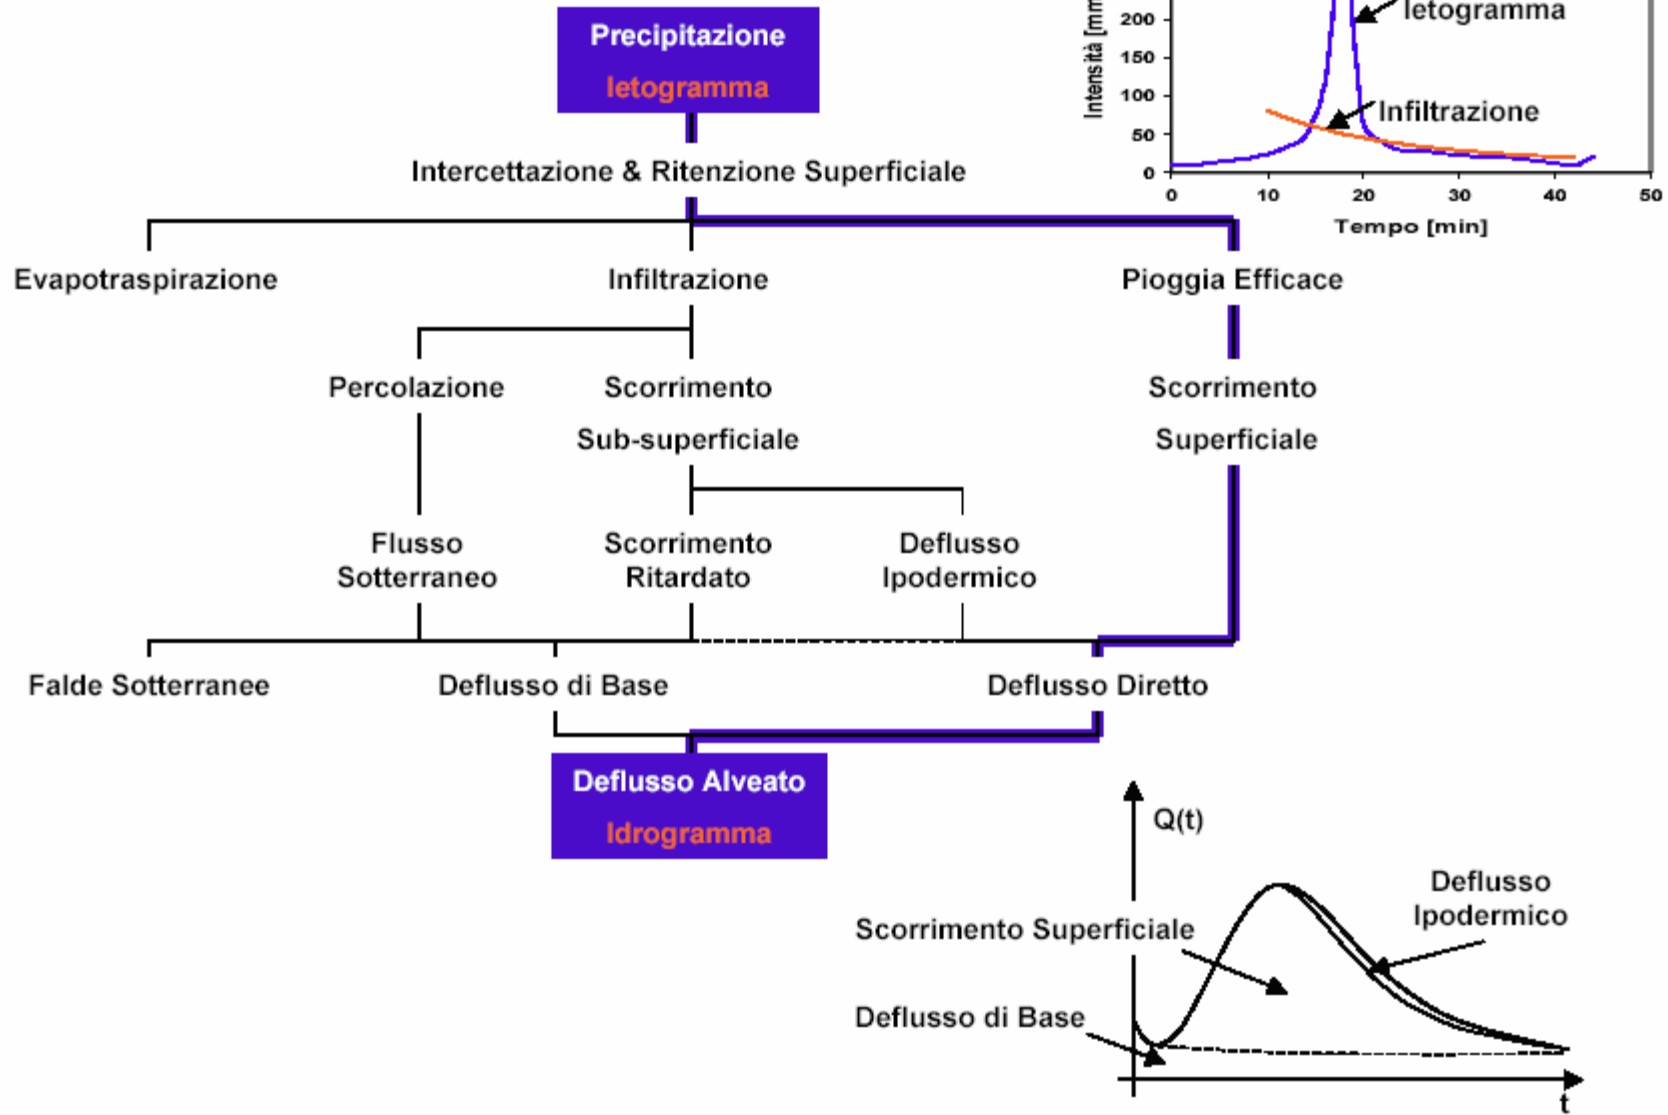 Precipitazione
Ietogramma
Intercettazione & Ritenzione Superficiale
Evapotraspirazione
Infiltrazione
Pioggia Efficace
Percolazione
Scorrimento
Sub-superficiale
Scorrimento
Superficiale
Flusso
Sotterraneo
Scorrimento
Ritardato
Deflusso
Ipodermico
Falde Sotterranee
Deflusso di Base
Deflusso Diretto
Deflusso Alveato
Idrogramma
Intensità [mm
200
150
100
50
0
Ietogramma
Infiltrazione
0 10 20 30 40 50
Tempo [min]
Q(t)
Scorrimento Superficiale
Deflusso
Ipodermico
Deflusso di Base
t